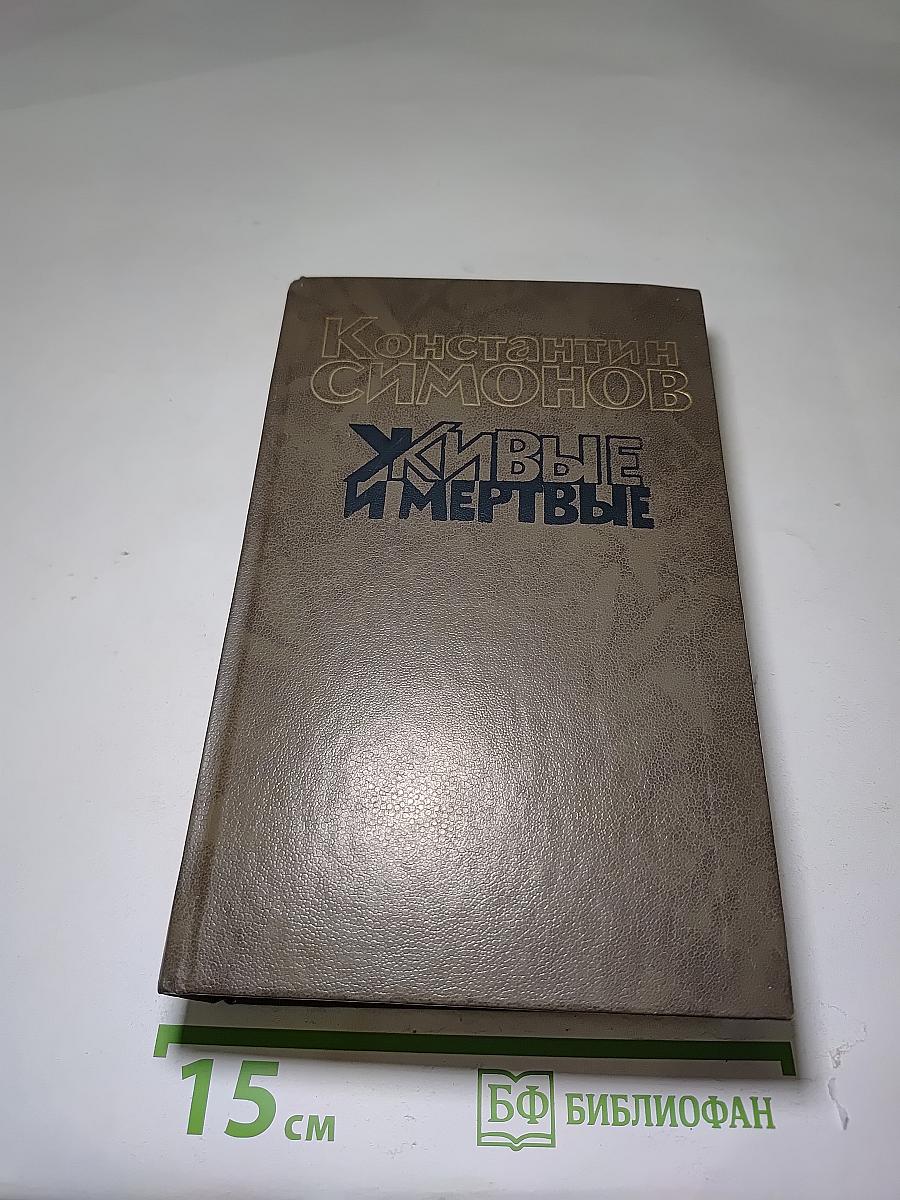 Константин
СИМОНОВ
ЖИВЫЕ
И МЕРТВЫЕ
15 см
БФ БИБЛИОФАН